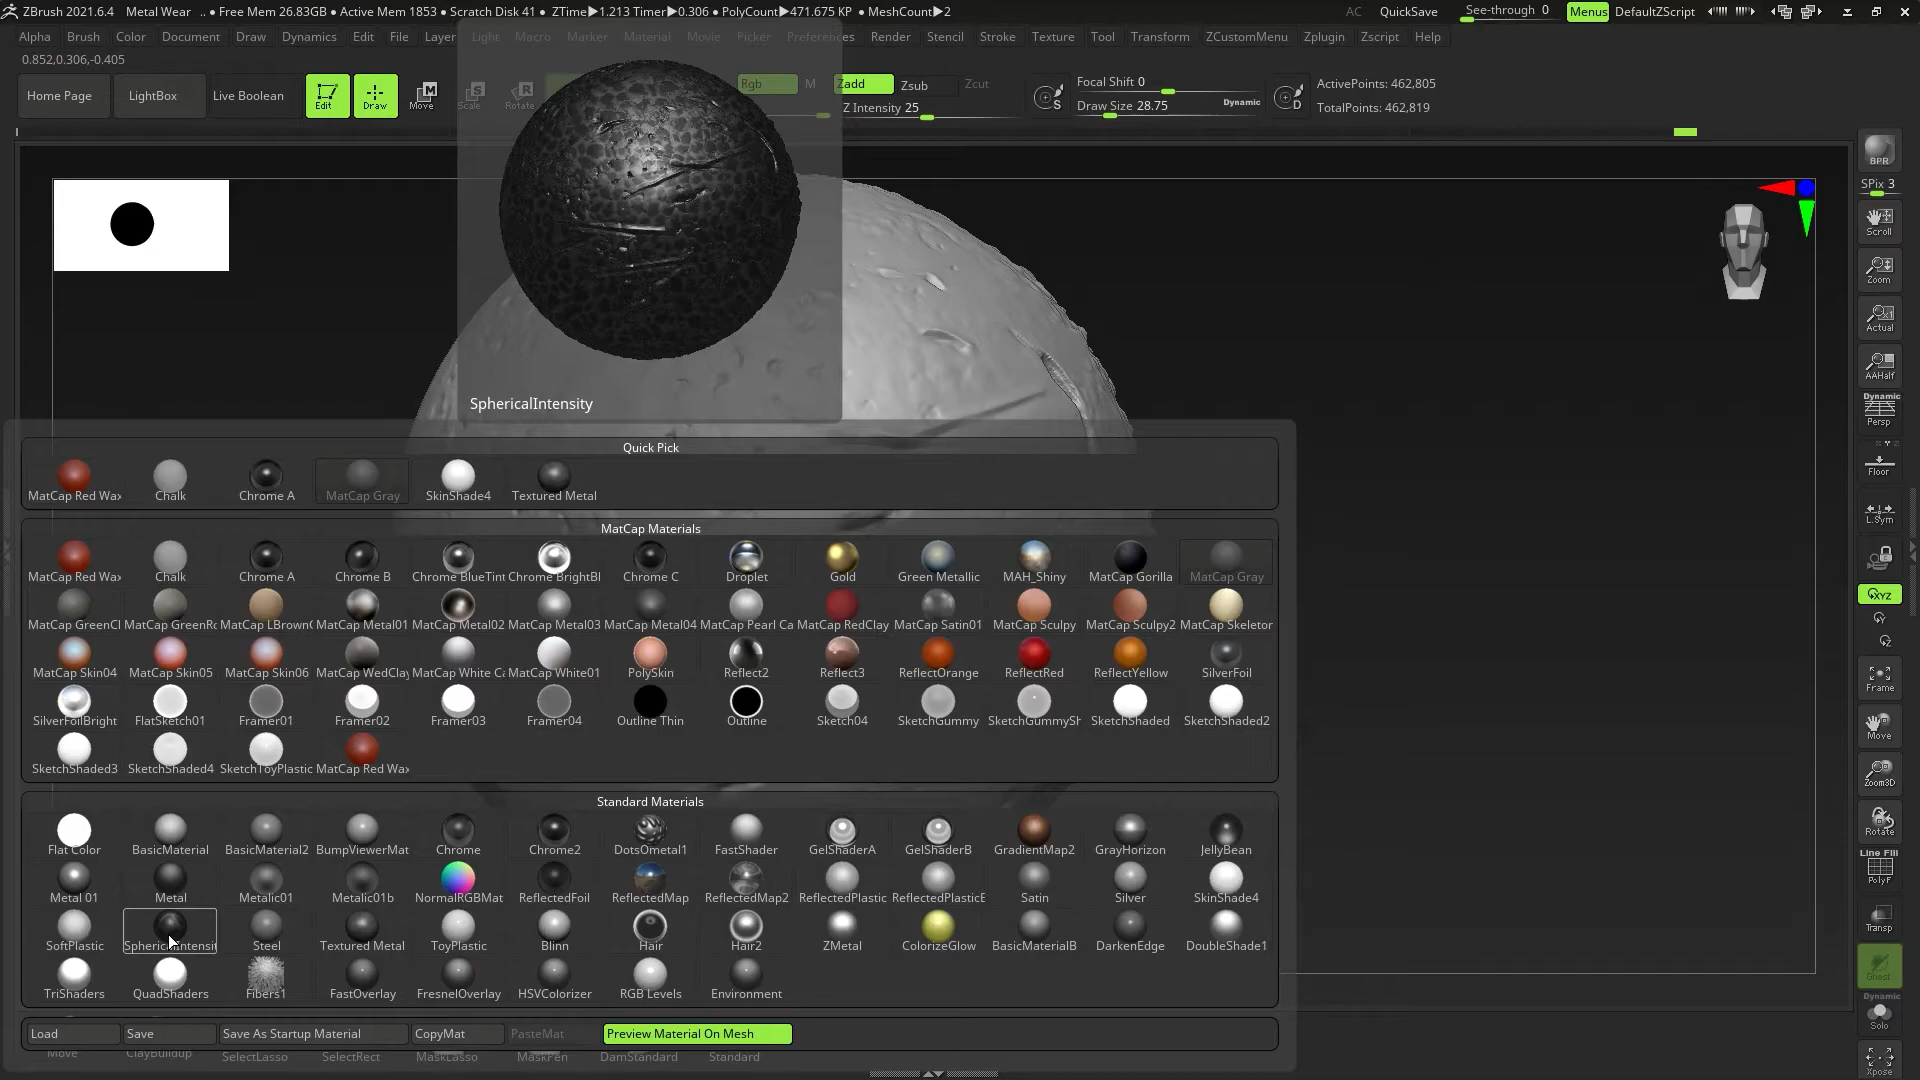 ZBrush 2021.6.4 Metal Wear .. ● Free Mem 26.83GB ● Active Mem 1853 ● Scratch Disk 41 ● ZTime▶1.213 Timer▶0.306 ● PolyCount▶471.675 KP ● MeshCount▶2
AC QuickSave See-through 0 Menus DefaultZScript
Alpha Brush Color Document Draw Dynamics Edit File Layer Light Macro Marker Material Movie Picker Preferences Render Stencil Stroke Texture Tool Transform ZCustomMenu Zplugin Zscript Help
0.852,0.306,-0.405
Home Page LightBox Live Boolean Edit Draw Move Scale Rotate Rgb M Zadd Zsub Zcut
Z Intensity 25
S
Focal Shift 0
Draw Size 28.75 Dynamic
D
ActivePoints: 462,805
TotalPoints: 462,819
SphericalIntensity
Quick Pick
MatCap Red Wax Chalk Chrome A MatCap Gray SkinShade4 Textured Metal
MatCap Materials
MatCap Red Wax Chalk Chrome A Chrome B Chrome BlueTint Chrome BrightBl Chrome C Droplet Gold Green Metallic MAH_Shiny MatCap Gorilla MatCap Gray
MatCap GreenCl MatCap GreenRo MatCap LBrown MatCap Metal01 MatCap Metal02 MatCap Metal03 MatCap Metal04 MatCap Pearl Ca MatCap RedClay MatCap Satin01 MatCap Sculpy MatCap Sculpy2 MatCap Skeletor
MatCap Skin04 MatCap Skin05 MatCap Skin06 MatCap WedClay MatCap White Ca MatCap White01 PolySkin Reflect2 Reflect3 ReflectOrange ReflectRed ReflectYellow SilverFoil
SilverFoilBright FlatSketch01 Framer01 Framer02 Framer03 Framer04 Outline Thin Outline Sketch04 SketchGummy SketchGummySh SketchShaded SketchShaded2
SketchShaded3 SketchShaded4 SketchToyPlastic MatCap Red Wax
Standard Materials
Flat Color BasicMaterial BasicMaterial2 BumpViewerMat Chrome Chrome2 DotsOmetal1 FastShader GelShaderA GelShaderB GradientMap2 GrayHorizon JellyBean
Metal 01 Metal Metalic01 Metalic01b NormalRGBMat ReflectedFoil ReflectedMap ReflectedMap2 ReflectedPlastic ReflectedPlasticB Satin Silver SkinShade4
SoftPlastic SphericalIntensit Steel Textured Metal ToyPlastic Blinn Hair Hair2 ZMetal ColorizeGlow BasicMaterialB DarkenEdge DoubleShade1
TriShaders QuadShaders Fibers1 FastOverlay FresnelOverlay HSVColorizer RGB Levels Environment
Load Save Save As Startup Material CopyMat PasteMat Preview Material On Mesh
Move ClayBuildup SelectLasso SelectRect MaskLasso MaskPen DamStandard Standard
BPR
SPix 3
Scroll
Zoom
Actual
AAHalf
Dynamic
Persp
Floor
L.Sym
XYZ
Frame
Move
Zoom3D
Rotate
Line Fill
PolyF
Transp
Ghost
Dynamic
Solo
Xpose